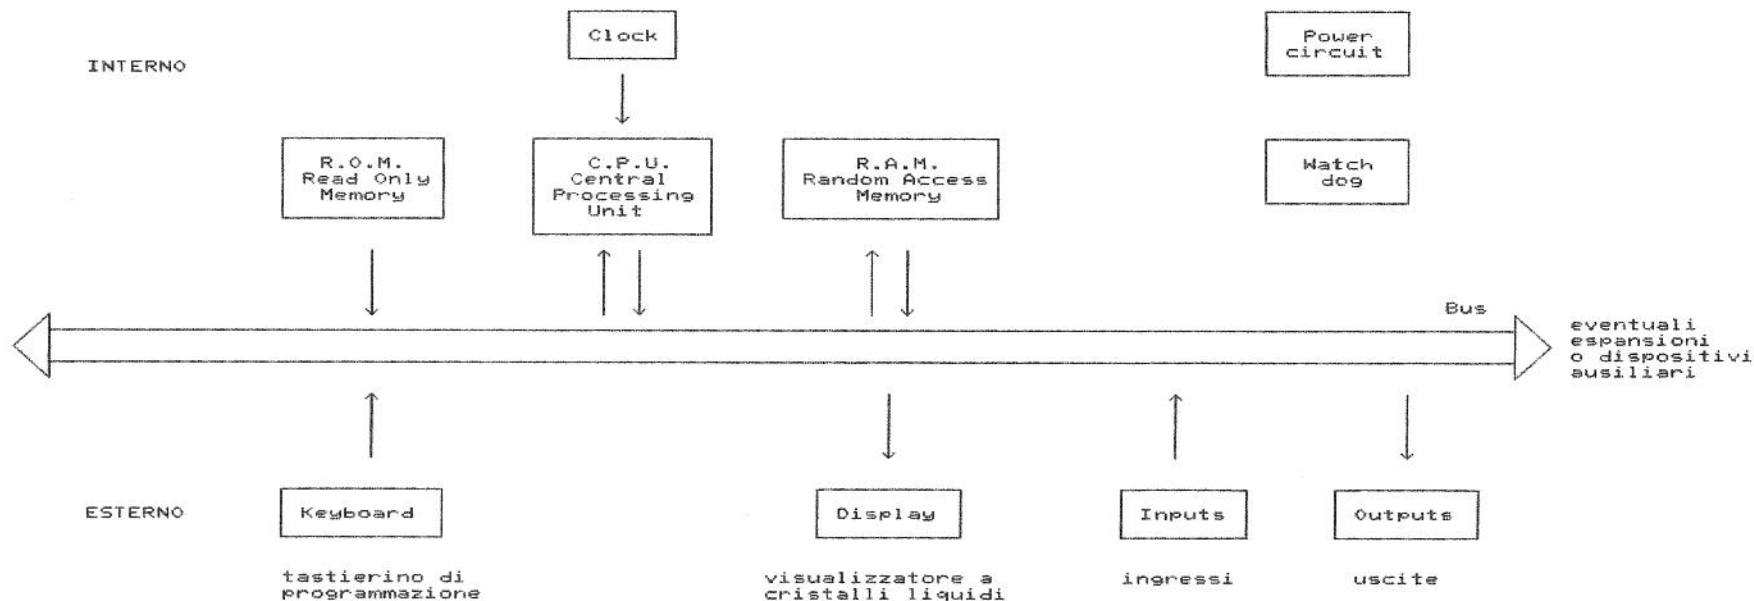 Clock
Power
circuit
INTERNO
R.O.M.
Read Only
Memory
C.P.U.
Central
Processing
Unit
R.A.M.
Random Access
Memory
Watch
dog
Bus
eventuali
espansioni
o dispositivi
ausiliari
ESTERNO
Keyboard
Display
Inputs
Outputs
tastierino di
programmazione
visualizzatore a
cristalli liquidi
ingressi
uscite